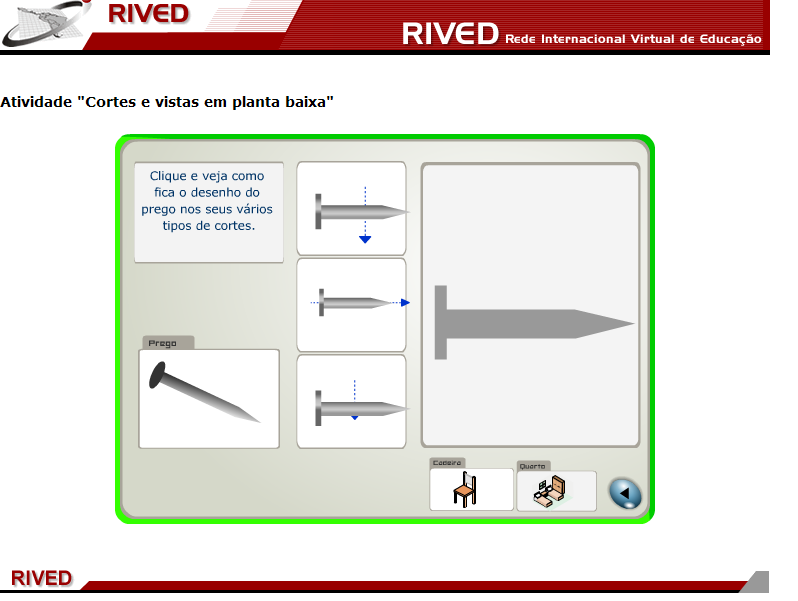 RIVED
RIVED Rede Internacional Virtual de Educação
Atividade "Cortes e vistas em planta baixa"
Clique e veja como
fica o desenho do
prego nos seus vários
tipos de cortes.
Prego
Cadeira
Quarto
RIVED